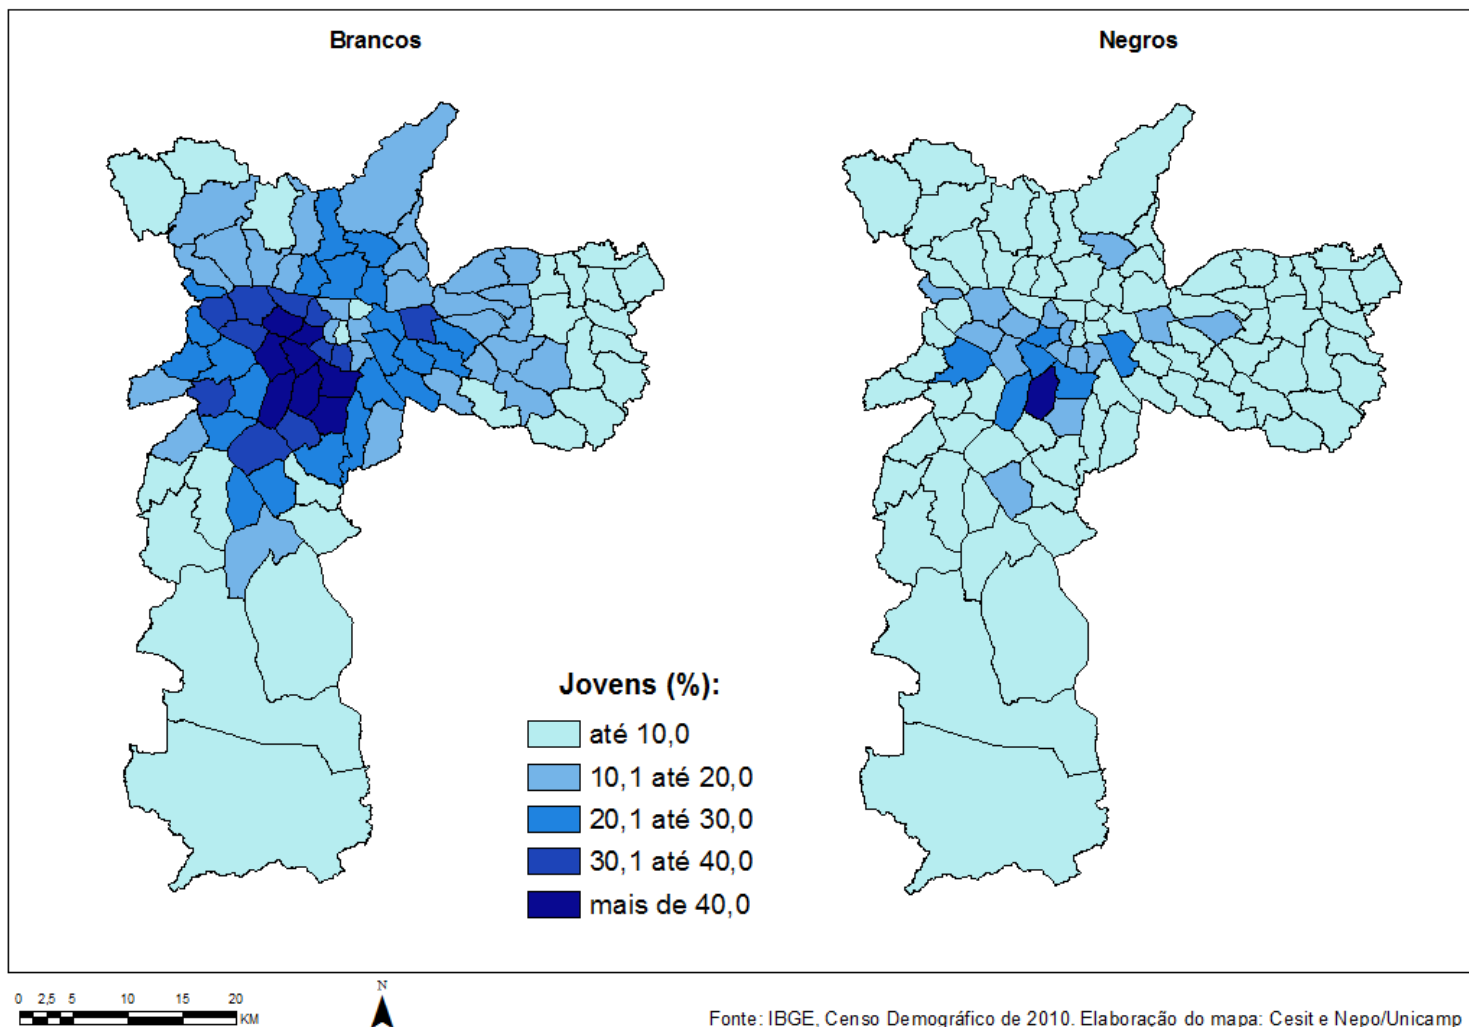 Brancos
Negros
Jovens (%):
até 10,0
10,1 até 20,0
20,1 até 30,0
30,1 até 40,0
mais de 40,0
0 2,5 5 10 15 20
KM
N
Fonte: IBGE, Censo Demográfico de 2010. Elaboração do mapa: Cesit e Nepo/Unicamp